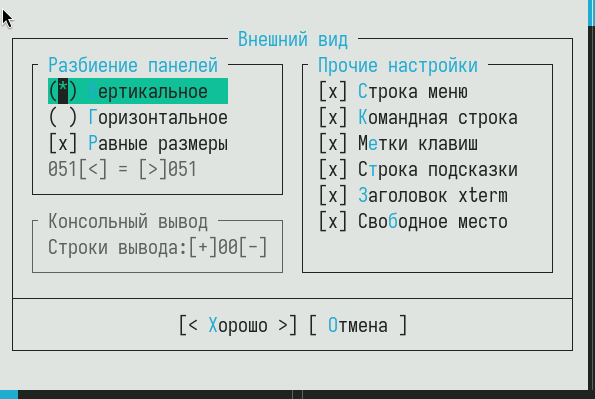 Внешний вид
Разбиение панелей
(*) Вертикальное
( ) Горизонтальное
[x] Равные размеры
051[<] = [>]051
Консольный вывод
Строки вывода:[+]00[-]
Прочие настройки
[x] Строка меню
[x] Командная строка
[x] Метки клавиш
[x] Строка подсказки
[x] Заголовок xterm
[x] Свободное место
[< Хорошо >] [ Отмена ]